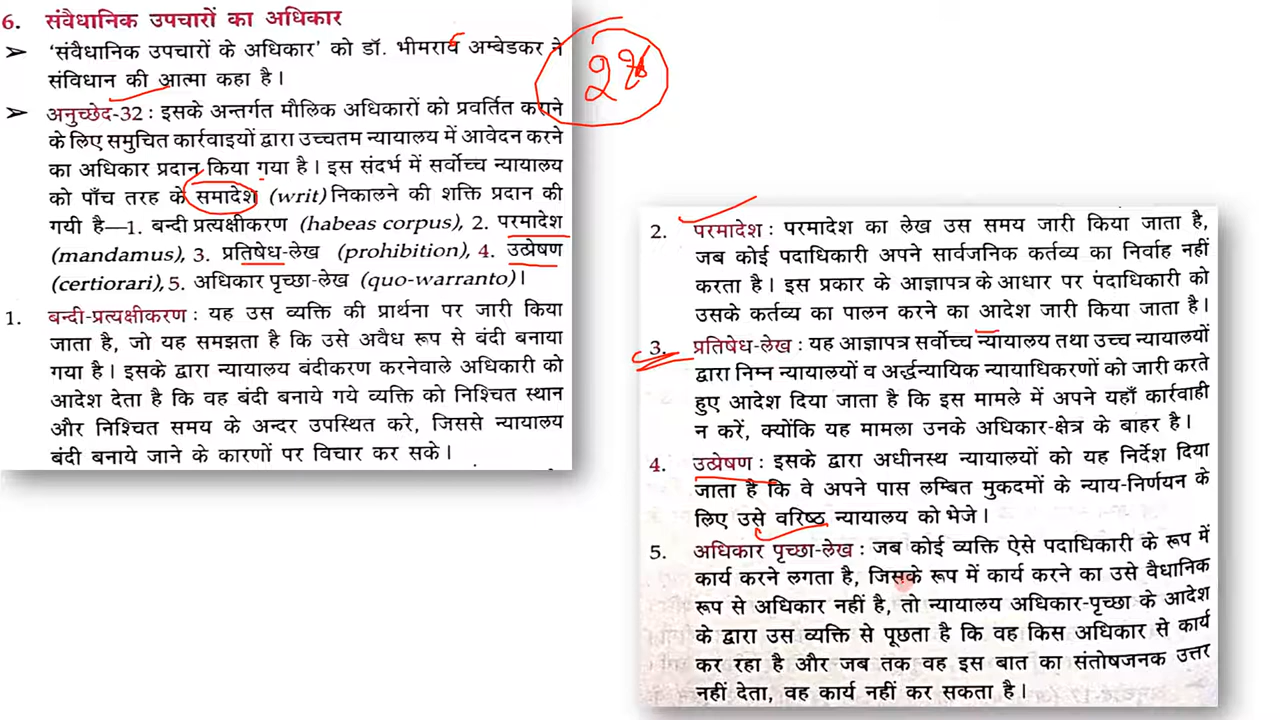 6. संवैधानिक उपचारों का अधिकार
➤ 'संवैधानिक उपचारों के अधिकार' को डॉ. भीमराव अम्बेडकर ने
संविधान की आत्मा कहा है।
➤ अनुच्छेद-32 : इसके अन्तर्गत मौलिक अधिकारों को प्रवर्तित कराने
के लिए समुचित कार्रवाइयों द्वारा उच्चतम न्यायालय में आवेदन करने
का अधिकार प्रदान किया गया है। इस संदर्भ में सर्वोच्च न्यायालय
को पाँच तरह के समादेश (writ) निकालने की शक्ति प्रदान की
गयी है—1. बन्दी प्रत्यक्षीकरण (habeas corpus), 2. परमादेश
(mandamus), 3. प्रतिषेध-लेख (prohibition), 4. उत्प्रेषण
(certiorari), 5. अधिकार पृच्छा-लेख (quo-warranto)।
1. बन्दी-प्रत्यक्षीकरण : यह उस व्यक्ति की प्रार्थना पर जारी किया
जाता है, जो यह समझता है कि उसे अवैध रूप से बंदी बनाया
गया है। इसके द्वारा न्यायालय बंदीकरण करनेवाले अधिकारी को
आदेश देता है कि वह बंदी बनाये गये व्यक्ति को निश्चित स्थान
और निश्चित समय के अन्दर उपस्थित करे, जिससे न्यायालय
बंदी बनाये जाने के कारणों पर विचार कर सके।
2. परमादेश : परमादेश का लेख उस समय जारी किया जाता है,
जब कोई पदाधिकारी अपने सार्वजनिक कर्तव्य का निर्वाह नहीं
करता है। इस प्रकार के आज्ञापत्र के आधार पर पंदाधिकारी को
उसके कर्तव्य का पालन करने का आदेश जारी किया जाता है।
3. प्रतिषेध-लेख : यह आज्ञापत्र सर्वोच्च न्यायालय तथा उच्च न्यायालयों
द्वारा निम्न न्यायालयों व अर्द्धन्यायिक न्यायाधिकरणों को जारी करते
हुए आदेश दिया जाता है कि इस मामले में अपने यहाँ कार्रवाही
न करें, क्योंकि यह मामला उनके अधिकार-क्षेत्र के बाहर है।
4. उत्प्रेषण : इसके द्वारा अधीनस्थ न्यायालयों को यह निर्देश दिया
जाता है कि वे अपने पास लम्बित मुकदमों के न्याय-निर्णयन के
लिए उसे वरिष्ठ न्यायालय को भेजे।
5. अधिकार पृच्छा-लेख : जब कोई व्यक्ति ऐसे पदाधिकारी के रूप में
कार्य करने लगता है, जिसके रूप में कार्य करने का उसे वैधानिक
रूप से अधिकार नहीं है, तो न्यायालय अधिकार-पृच्छा के आदेश
के द्वारा उस व्यक्ति से पूछता है कि वह किस अधिकार से कार्य
कर रहा है और जब तक वह इस बात का संतोषजनक उत्तर
नहीं देता, वह कार्य नहीं कर सकता है।